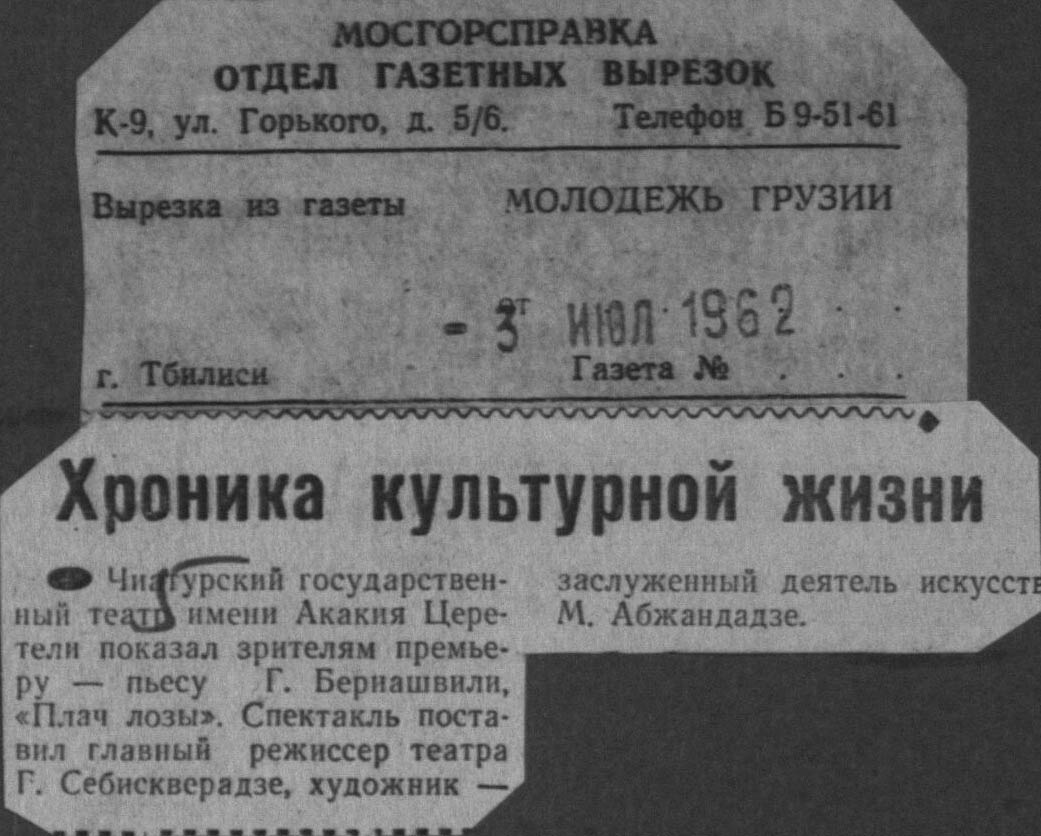 МОСГОРСПРАВКА
ОТДЕЛ ГАЗЕТНЫХ ВЫРЕЗОК
К-9, ул. Горького, д. 5/6. Телефон Б 9-51-61
Вырезка из газеты МОЛОДЕЖЬ ГРУЗИИ
от
- 3 ИЮЛ 1962 . .
г. Тбилиси Газета № . . .
Хроника культурной жизни
Чиатурский государствен-
ный театр имени Акакия Цере-
тели показал зрителям премье-
ру — пьесу Г. Бернашвили,
«Плач лозы». Спектакль поста-
вил главный режиссер театра
Г. Себискверадзе, художник —
заслуженный деятель искусств
М. Абжандадзе.